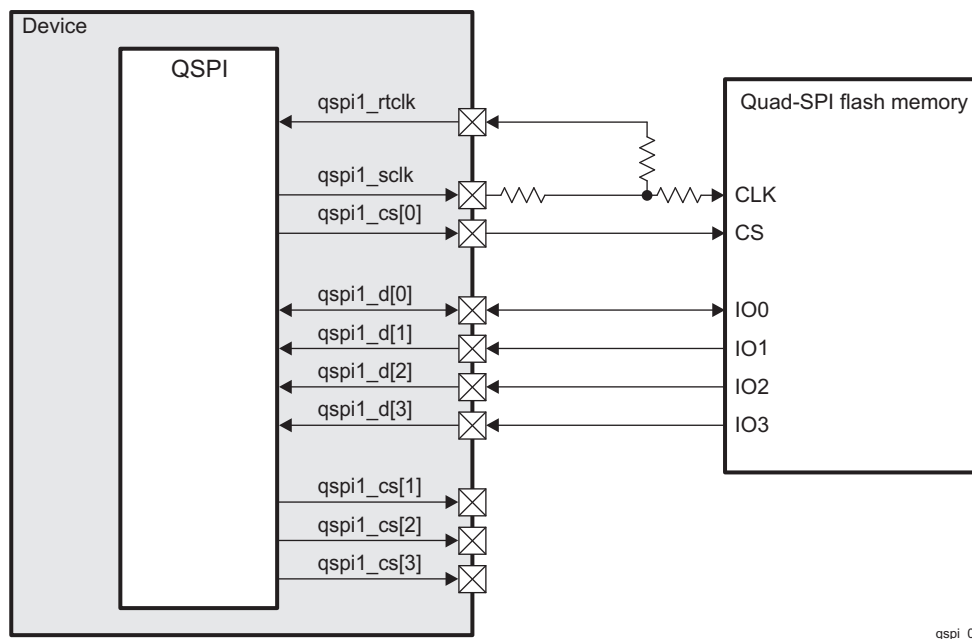 Device
QSPI
qspi1_rtclk
Quad-SPI flash memory
qspi1_sclk
CLK
qspi1_cs[0]
CS
qspi1_d[0]
IO0
qspi1_d[1]
IO1
qspi1_d[2]
IO2
qspi1_d[3]
IO3
qspi1_cs[1]
qspi1_cs[2]
qspi1_cs[3]